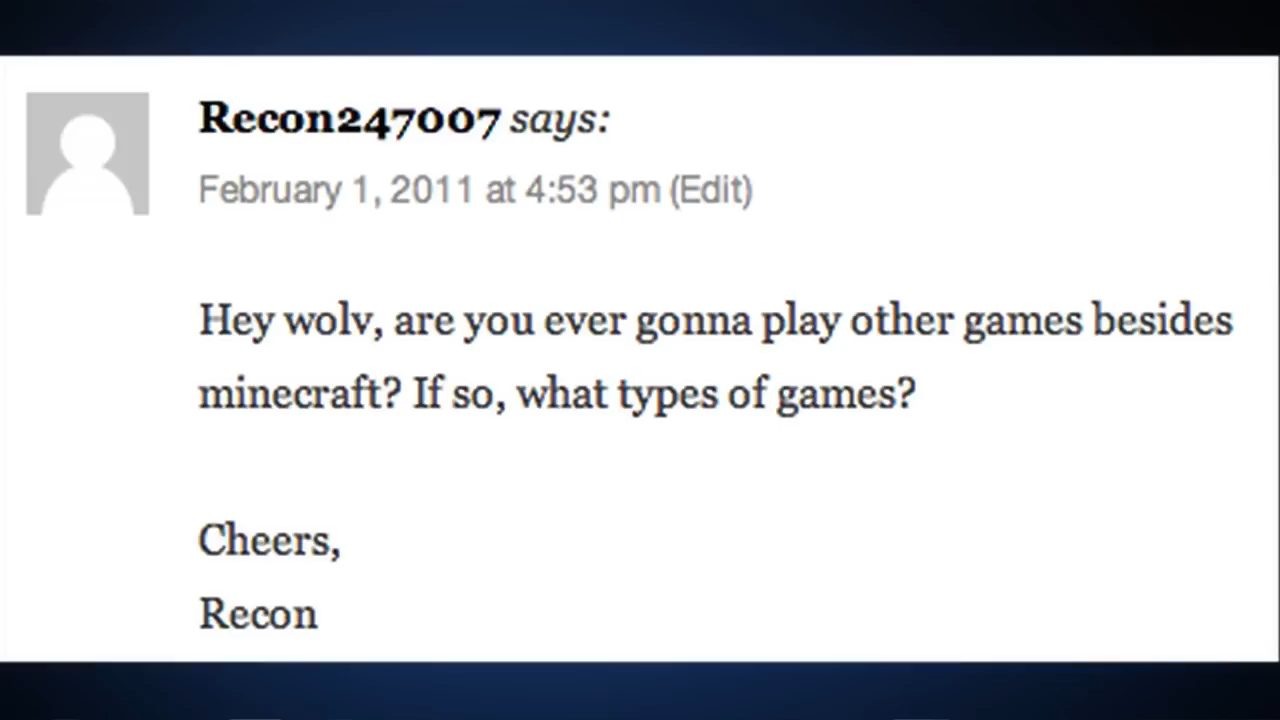 Recon247007 says:
February 1, 2011 at 4:53 pm (Edit)
Hey wolv, are you ever gonna play other games besides
minecraft? If so, what types of games?
Cheers,
Recon